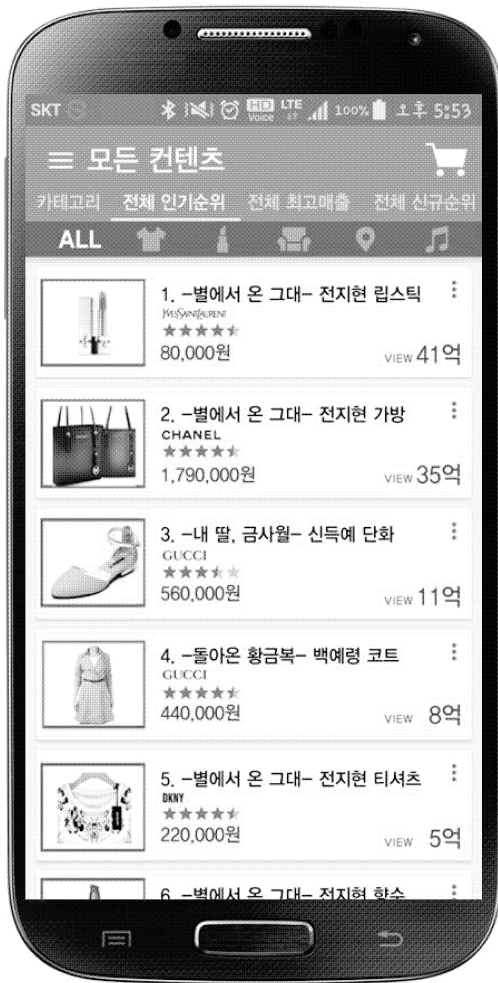 SKT HD Voice LTE 100% 오후 5:53
모든 컨텐츠
카테고리 전체 인기순위 전체 최고매출 전체 신규순위
ALL
1. -별에서 온 그대- 전지현 립스틱
YVESSAINTLAURENT
80,000원 VIEW 41억
2. -별에서 온 그대- 전지현 가방
CHANEL
1,790,000원 VIEW 35억
3. -내 딸, 금사월- 신득예 단화
GUCCI
560,000원 VIEW 11억
4. -돌아온 황금복- 백예령 코트
GUCCI
440,000원 VIEW 8억
5. -별에서 온 그대- 전지현 티셔츠
DKNY
220,000원 VIEW 5억
6. -별에서 온 그대- 전지현 향수